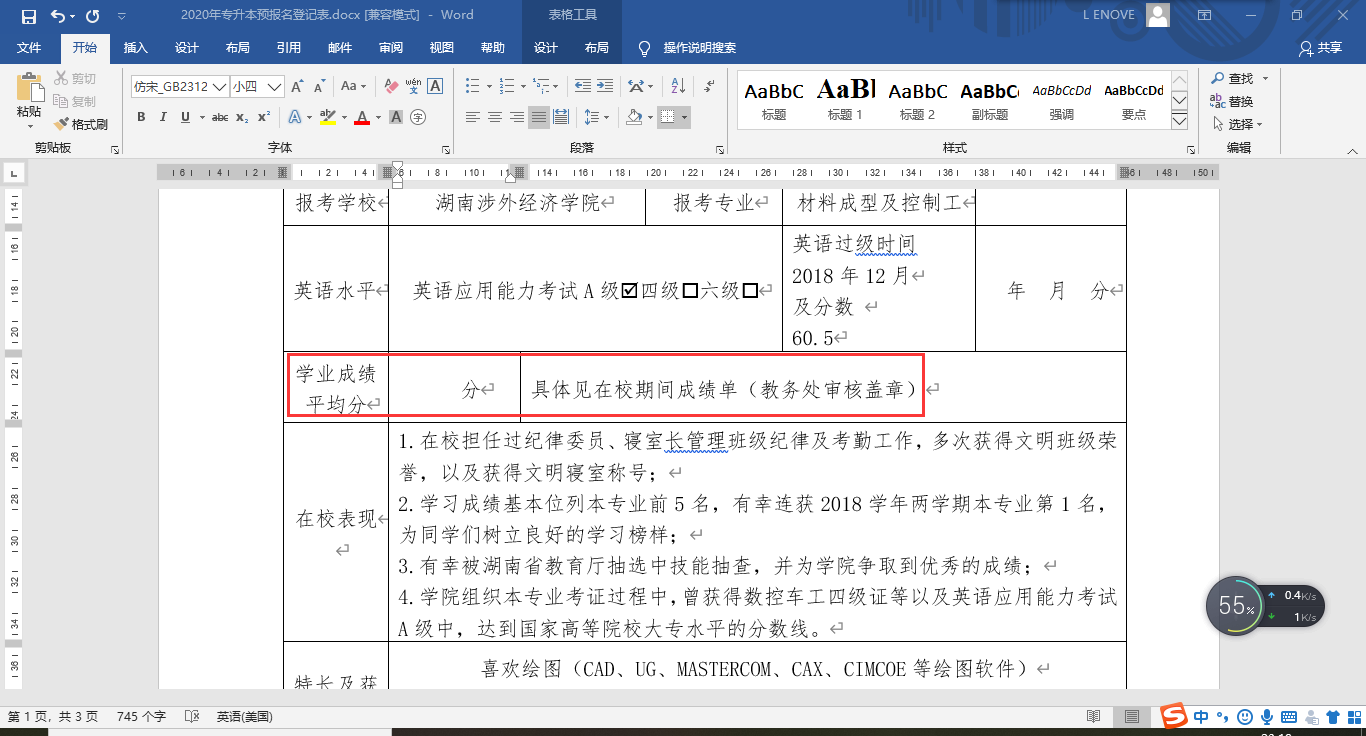 2020年专升本预报名登记表.docx [兼容模式] - Word
表格工具
L ENOVE
文件 开始 插入 设计 布局 引用 邮件 审阅 视图 帮助 设计 布局 操作说明搜索 共享
剪切
复制
格式刷
粘贴
仿宋_GB2312 小四
查找
替换
选择
AaBbC AaBl AaBbC AaBbC AaBbCcDd AaBbCcDd
标题 标题 1 标题 2 副标题 强调 要点
剪贴板 字体 段落 样式 编辑
报考学校 湖南涉外经济学院 报考专业 材料成型及控制工
英语水平 英语应用能力考试 A 级☑四级☐六级☐
英语过级时间
2018 年 12 月
及分数
60.5
年 月 分
学业成绩
平均分
分
具体见在校期间成绩单（教务处审核盖章）
在校表现
1.在校担任过纪律委员、寝室长管理班级纪律及考勤工作，多次获得文明班级荣
誉，以及获得文明寝室称号；
2.学习成绩基本位列本专业前 5 名，有幸连获 2018 学年两学期本专业第 1 名，
为同学们树立良好的学习榜样；
3.有幸被湖南省教育厅抽选中技能抽查，并为学院争取到优秀的成绩；
4.学院组织本专业考证过程中，曾获得数控车工四级证等以及英语应用能力考试
A 级中，达到国家高等院校大专水平的分数线。
特长及获
喜欢绘图（CAD、UG、MASTERCOM、CAX、CIMCOE 等绘图软件）
55%
0.4K/s
1K/s
第 1 页，共 3 页 745 个字 英语(美国)
中